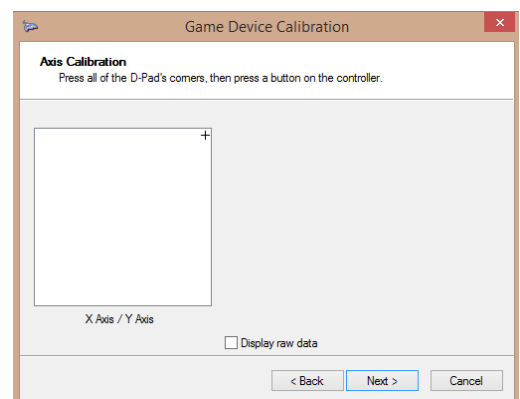 Game Device Calibration
Axis Calibration
Press all of the D-Pad's corners, then press a button on the controller.
X Axis / Y Axis
Display raw data
< Back Next > Cancel